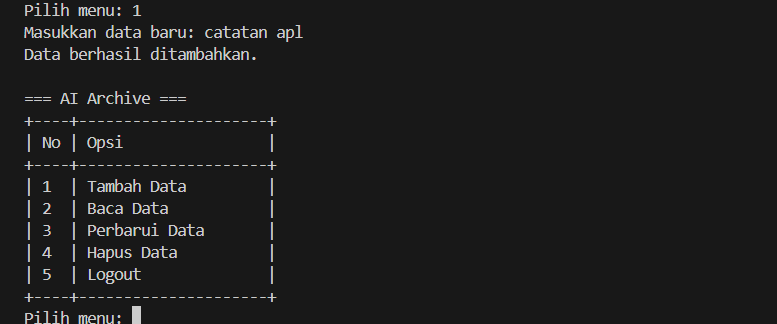 Pilih menu: 1
Masukkan data baru: catatan apl
Data berhasil ditambahkan.
=== AI Archive ===
+----+---------------------+
| No | Opsi                |
+----+---------------------+
| 1  | Tambah Data         |
| 2  | Baca Data           |
| 3  | Perbarui Data       |
| 4  | Hapus Data          |
| 5  | Logout              |
+----+---------------------+
Pilih menu: